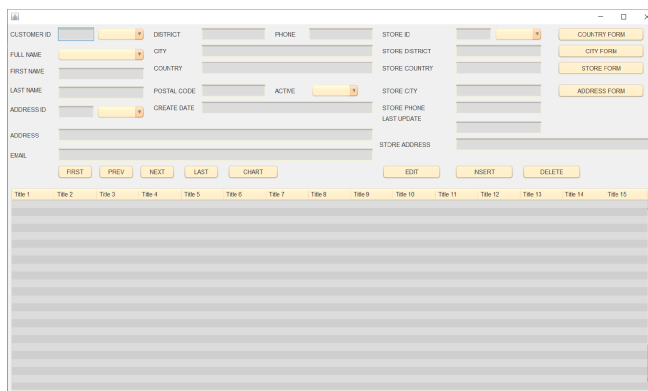 CUSTOMER ID DISTRICT PHONE STORE ID COUNTRY FORM
FULL NAME CITY STORE DISTRICT CITY FORM
FIRST NAME COUNTRY STORE COUNTRY STORE FORM
LAST NAME POSTAL CODE ACTIVE STORE CITY ADDRESS FORM
ADDRESS ID CREATE DATE STORE PHONE
LAST UPDATE
ADDRESS STORE ADDRESS
EMAIL
FIRST PREV NEXT LAST CHART EDIT INSERT DELETE
Title 1 Title 2 Title 3 Title 4 Title 5 Title 6 Title 7 Title 8 Title 9 Title 10 Title 11 Title 12 Title 13 Title 14 Title 15